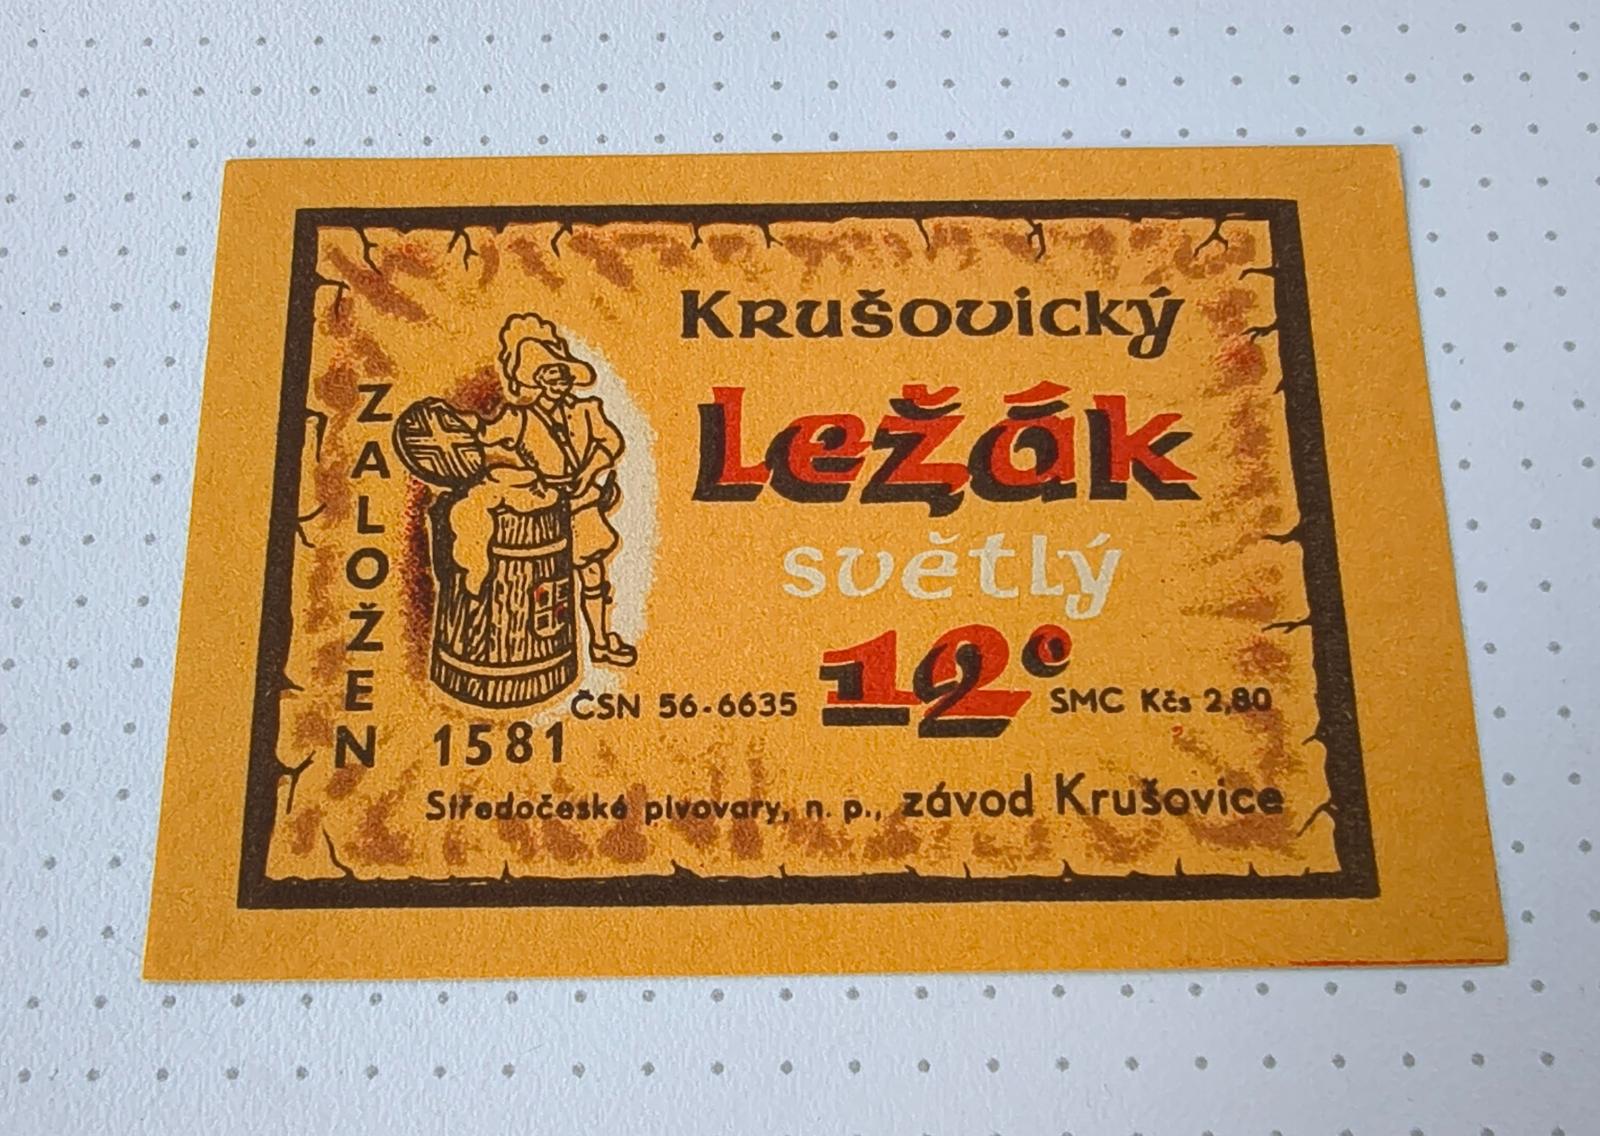 Krušovický
Ležák
světlý
12°
ZALOŽEN
1581
ČSN 56-6635
SMC Kčs 2,80
Středočeské pivovary, n. p., závod Krušovice